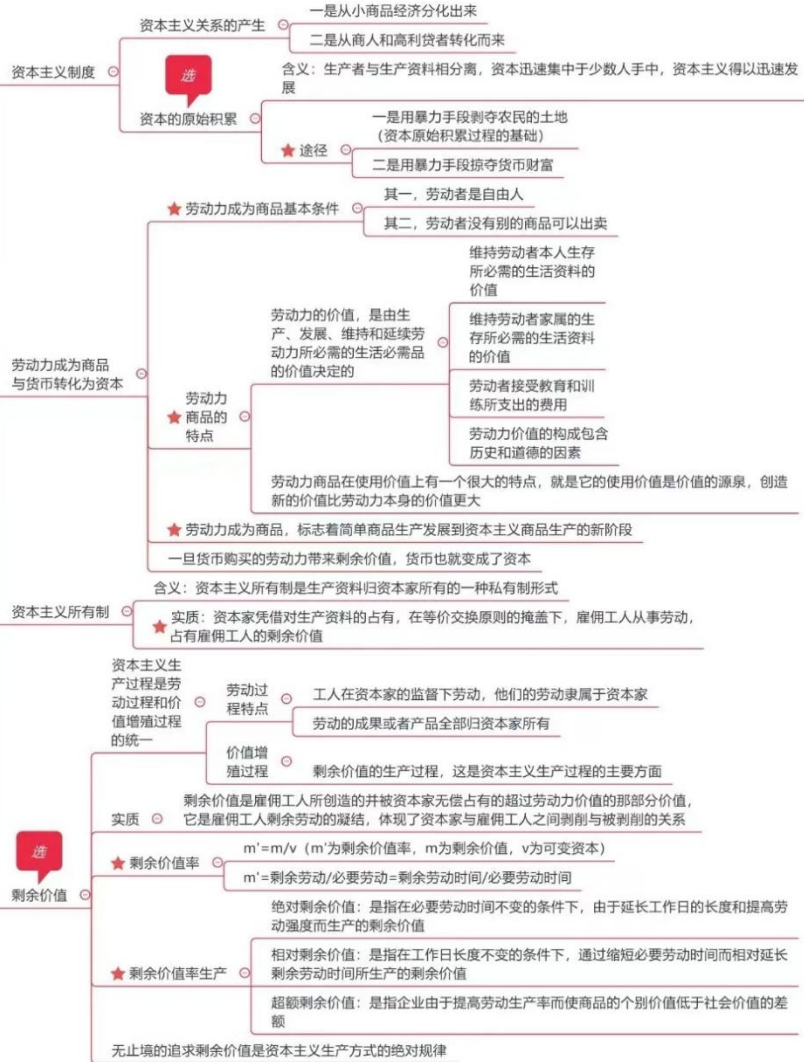 资本主义制度
资本主义关系的产生
一是从小商品经济分化出来
二是从商人和高利贷者转化而来
选
资本的原始积累
含义：生产者与生产资料相分离，资本迅速集中于少数人手中，资本主义得以迅速发
展
途径
一是用暴力手段剥夺农民的土地
（资本原始积累过程的基础）
二是用暴力手段掠夺货币财富
劳动力成为商品
与货币转化为资本
劳动力成为商品基本条件
其一，劳动者是自由人
其二，劳动者没有别的商品可以出卖
劳动力
商品的
特点
劳动力的价值，是由生
产、发展、维持和延续劳
动力所必需的生活必需品
的价值决定的
维持劳动者本人生存
所必需的生活资料的
价值
维持劳动者家属的生
存所必需的生活资料
的价值
劳动者接受教育和训
练所支出的费用
劳动力价值的构成包含
历史和道德的因素
劳动力商品在使用价值上有一个很大的特点，就是它的使用价值是价值的源泉，创造
新的价值比劳动力本身的价值更大
劳动力成为商品，标志着简单商品生产发展到资本主义商品生产的新阶段
一旦货币购买的劳动力带来剩余价值，货币也就变成了资本
资本主义所有制
含义：资本主义所有制是生产资料归资本家所有的一种私有制形式
实质：资本家凭借对生产资料的占有，在等价交换原则的掩盖下，雇佣工人从事劳动，
占有雇佣工人的剩余价值
选
剩余价值
资本主义生
产过程是劳
动过程和价
值增殖过程
的统一
劳动过
程特点
工人在资本家的监督下劳动，他们的劳动隶属于资本家
劳动的成果或者产品全部归资本家所有
价值增
殖过程
剩余价值的生产过程，这是资本主义生产过程的主要方面
实质
剩余价值是雇佣工人所创造的并被资本家无偿占有的超过劳动力价值的那部分价值，
它是雇佣工人剩余劳动的凝结，体现了资本家与雇佣工人之间剥削与被剥削的关系
剩余价值率
m'=m/v（m'为剩余价值率，m为剩余价值，v为可变资本）
m'=剩余劳动/必要劳动=剩余劳动时间/必要劳动时间
剩余价值率生产
绝对剩余价值：是指在必要劳动时间不变的条件下，由于延长工作日的长度和提高劳
动强度而生产的剩余价值
相对剩余价值：是指在工作日长度不变的条件下，通过缩短必要劳动时间而相对延长
剩余劳动时间所生产的剩余价值
超额剩余价值：是指企业由于提高劳动生产率而使商品的个别价值低于社会价值的差
额
无止境的追求剩余价值是资本主义生产方式的绝对规律